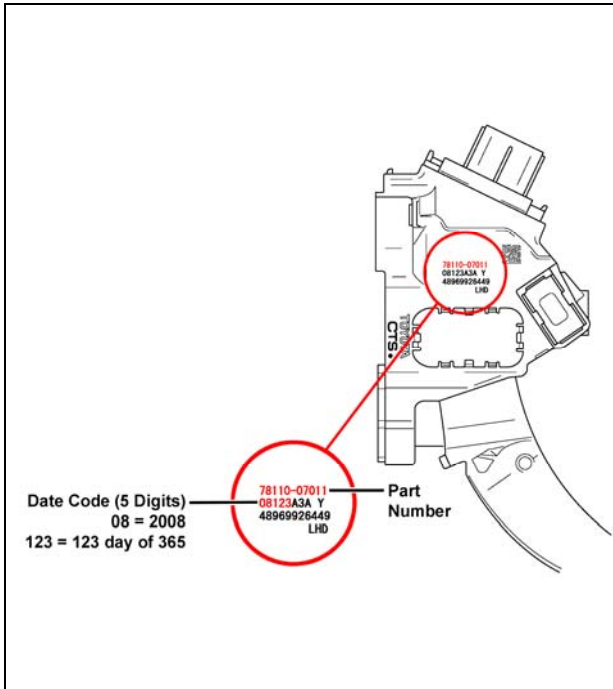 78110-07011
08123A3A Y
48969926449
LHD
TOYOTA
CTS.
78110-07011
08123A3A Y
48969926449
LHD
Part
Number
Date Code (5 Digits)
08 = 2008
123 = 123 day of 365